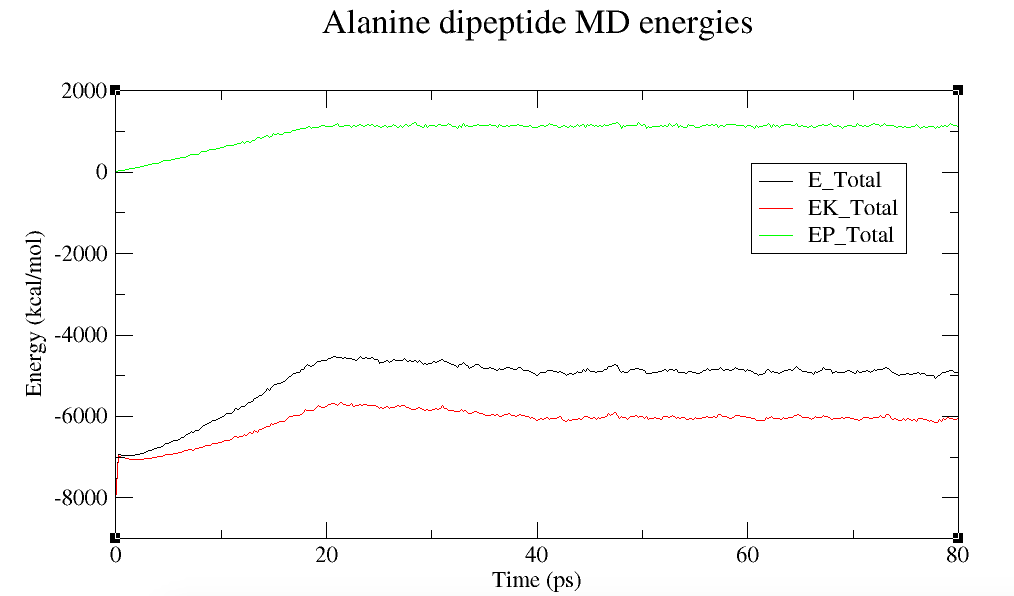 Alanine dipeptide MD energies
2000
0
-2000
-4000
-6000
-8000
Energy (kcal/mol)
E_Total
EK_Total
EP_Total
0 20 40 60 80
Time (ps)